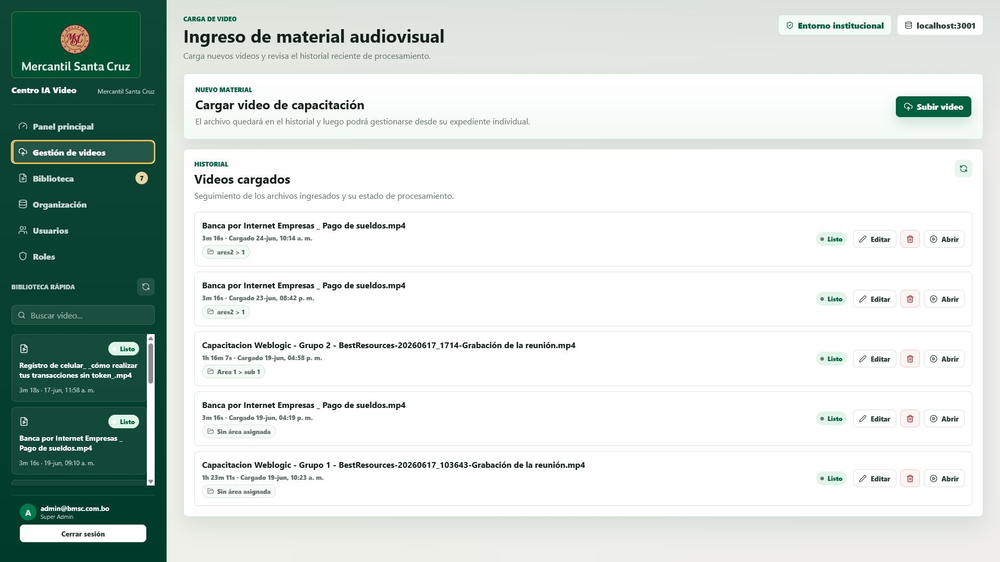 BOLIVIA
MSC
1905
Mercantil Santa Cruz
Centro IA Video
Mercantil Santa Cruz
Panel principal
Gestión de videos
Biblioteca
7
Organización
Usuarios
Roles
BIBLIOTECA RÁPIDA
Buscar video...
Listo
Registro de celular_ _cómo realizar
tus transacciones sin token_.mp4
3m 18s · 17-jun, 11:58 a. m.
Listo
Banca por Internet Empresas _
Pago de sueldos.mp4
3m 16s · 19-jun, 09:10 a. m.
A
admin@bmsc.com.bo
Super Admin
Cerrar sesión
CARGA DE VIDEO
Ingreso de material audiovisual
Carga nuevos videos y revisa el historial reciente de procesamiento.
Entorno institucional
localhost:3001
NUEVO MATERIAL
Cargar video de capacitación
El archivo quedará en el historial y luego podrá gestionarse desde su expediente individual.
Subir video
HISTORIAL
Videos cargados
Seguimiento de los archivos ingresados y su estado de procesamiento.
Banca por Internet Empresas _ Pago de sueldos.mp4
3m 16s · Cargado 24-jun, 10:14 a. m.
ares2 > 1
Listo
Editar
Abrir
Banca por Internet Empresas _ Pago de sueldos.mp4
3m 16s · Cargado 23-jun, 08:42 p. m.
ares2 > 1
Listo
Editar
Abrir
Capacitacion Weblogic - Grupo 2 - BestResources-20260617_1714-Grabación de la reunión.mp4
1h 16m 7s · Cargado 19-jun, 04:58 p. m.
Area 1 > sub 1
Listo
Editar
Abrir
Banca por Internet Empresas _ Pago de sueldos.mp4
3m 16s · Cargado 19-jun, 04:19 p. m.
Sin área asignada
Listo
Editar
Abrir
Capacitacion Weblogic - Grupo 1 - BestResources-20260617_103643-Grabación de la reunión.mp4
1h 23m 11s · Cargado 19-jun, 10:23 a. m.
Sin área asignada
Listo
Editar
Abrir